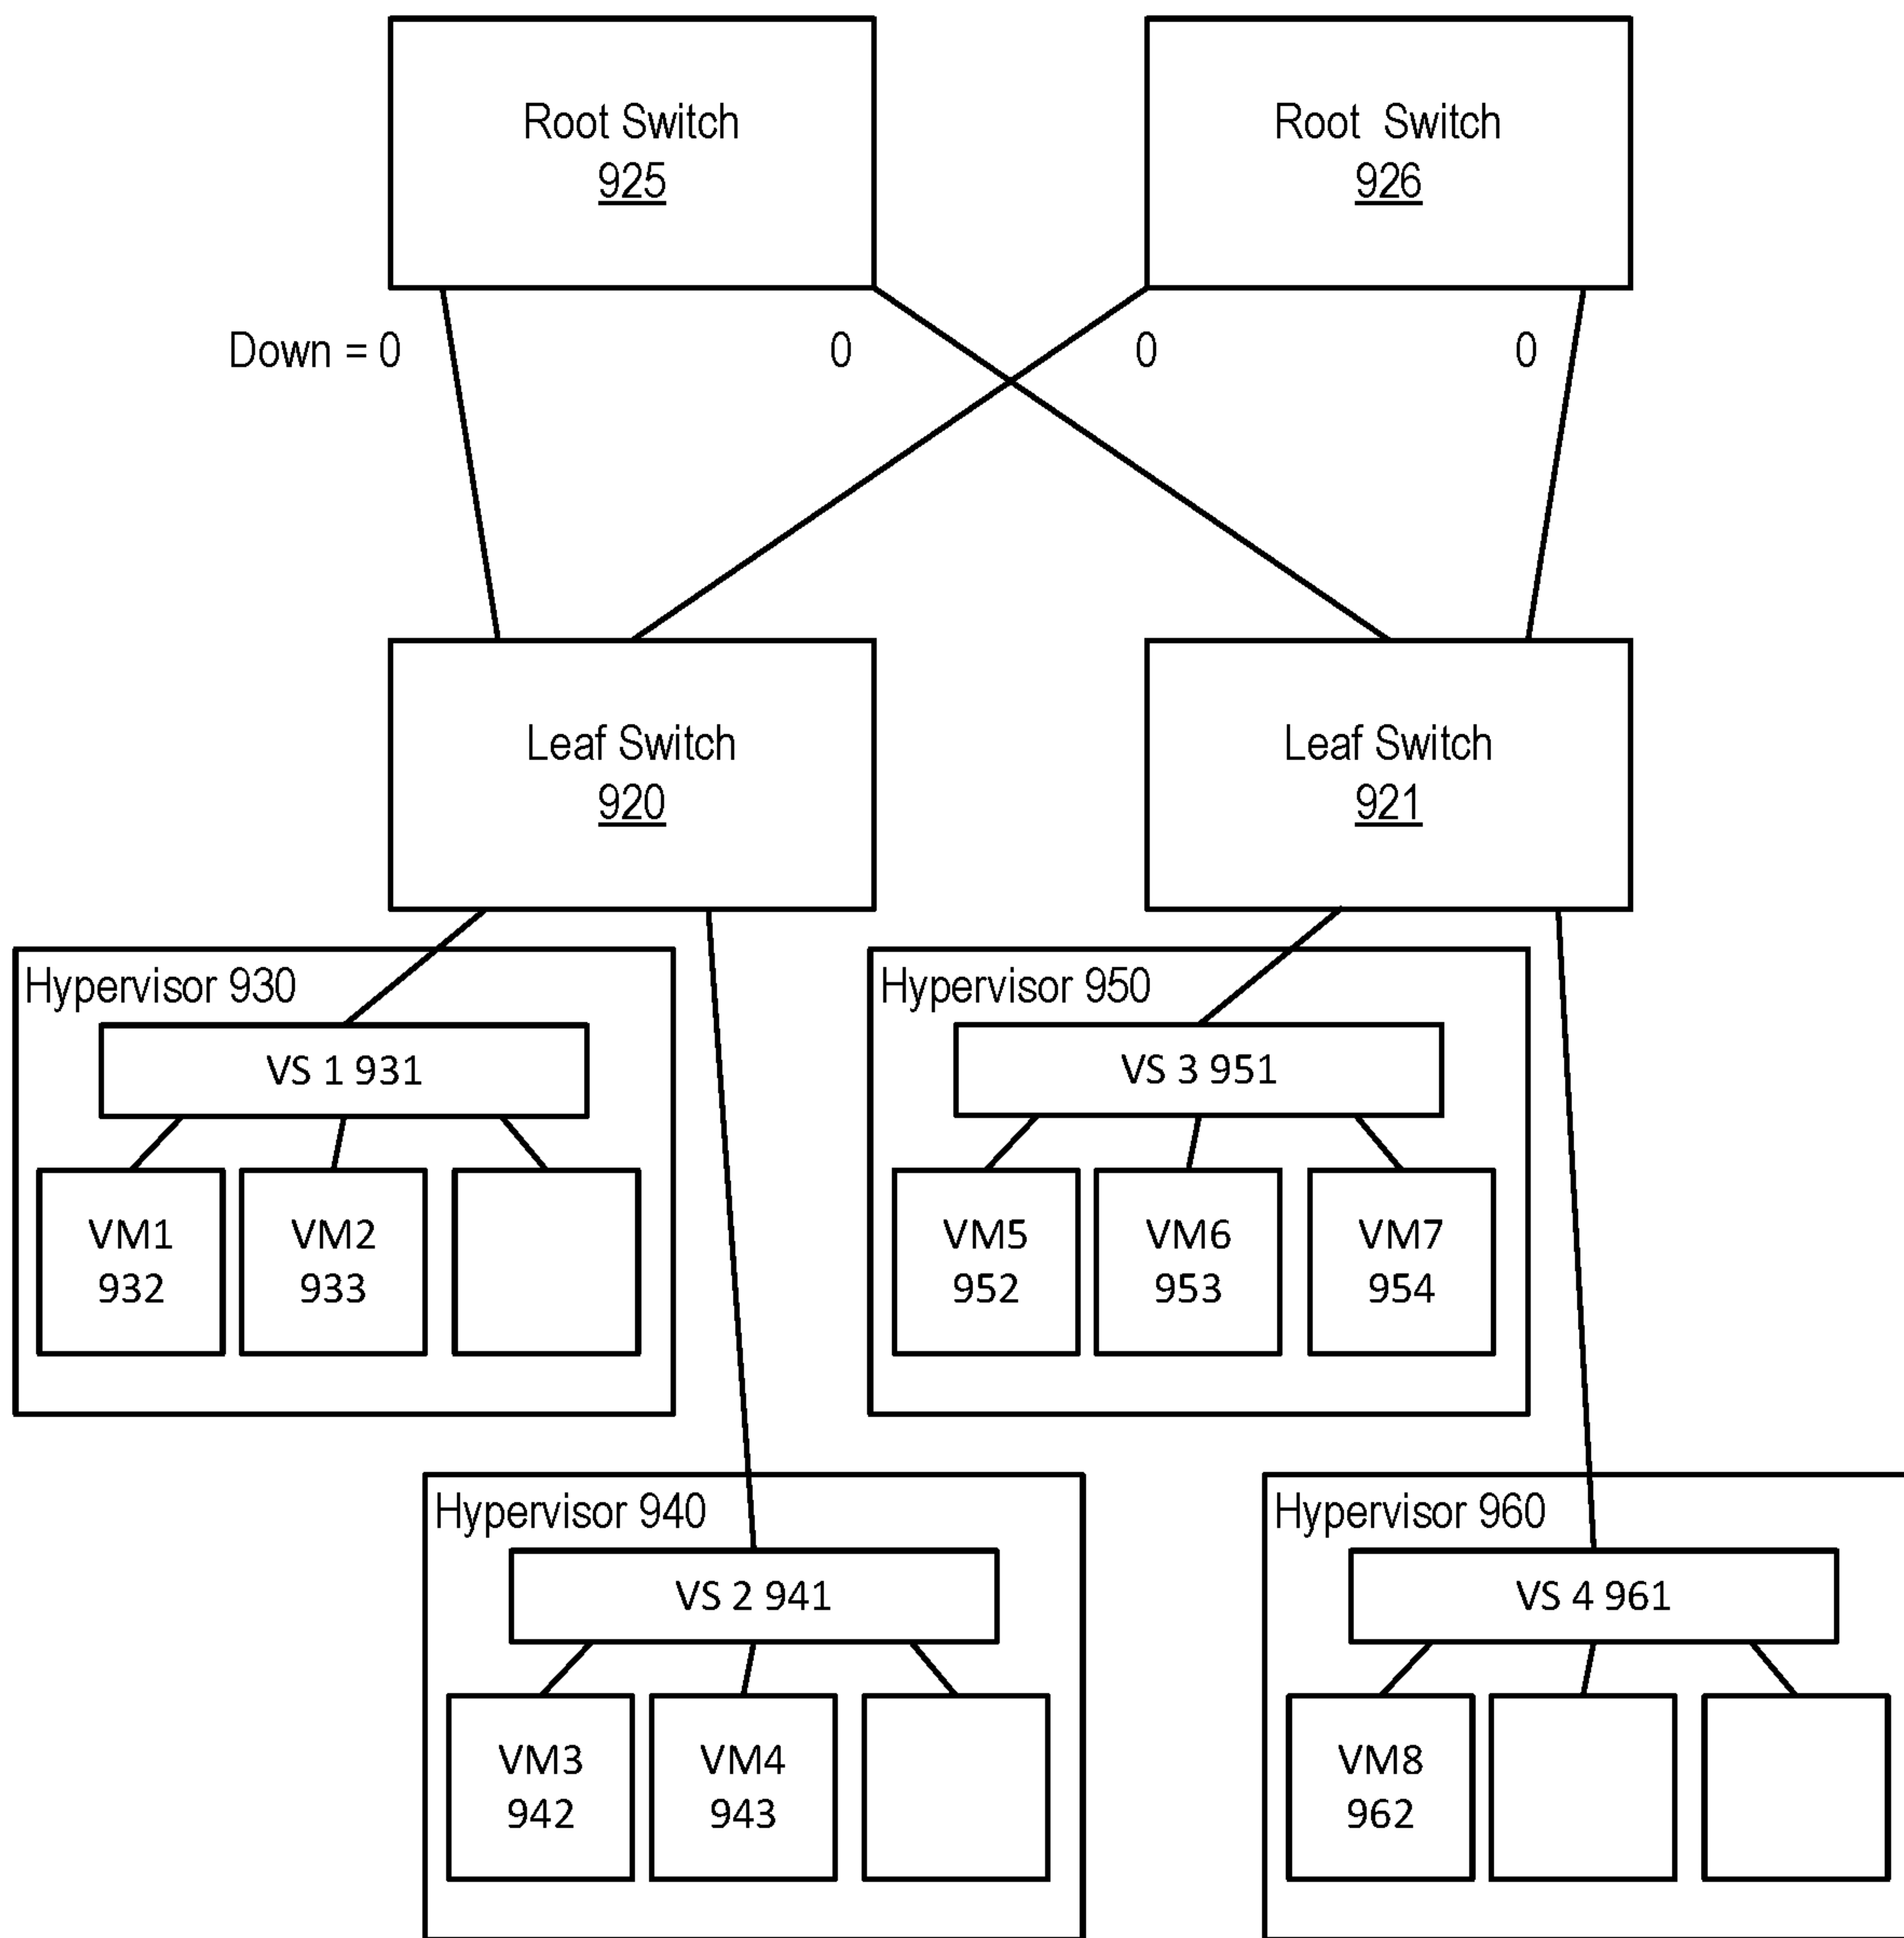 Root Switch
925
Root Switch
926
Down = 0
0
0
0
Leaf Switch
920
Leaf Switch
921
Hypervisor 930
VS 1 931
VM1
932
VM2
933
Hypervisor 950
VS 3 951
VM5
952
VM6
953
VM7
954
Hypervisor 940
VS 2 941
VM3
942
VM4
943
Hypervisor 960
VS 4 961
VM8
962